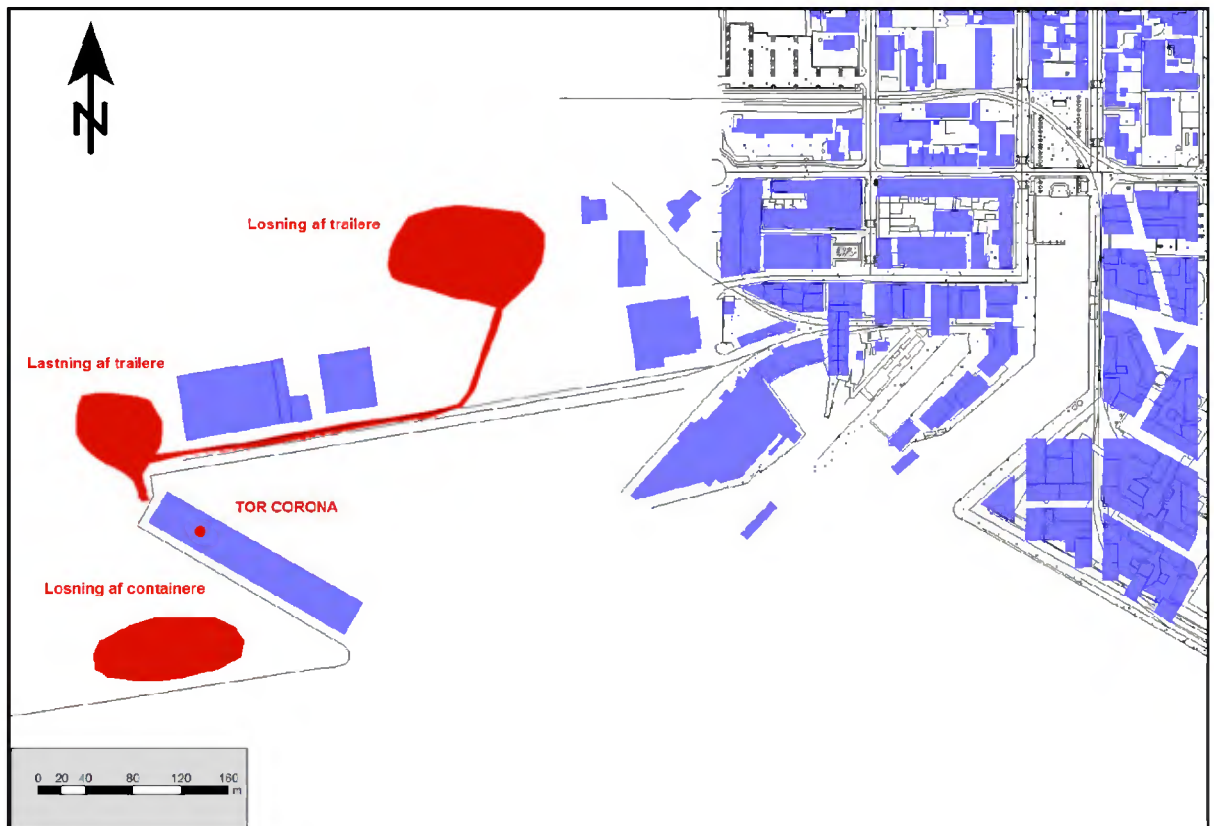 N
Losning af trailere
Lastning af trailere
TOR CORONA
Losning af containere
0 20 40 80 120 160
m